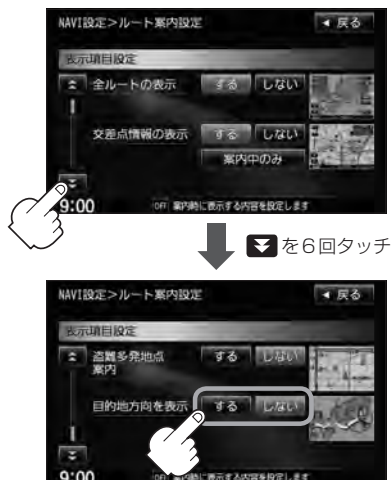 NAVI設定>ルート案内設定
戻る
表示項目設定
全ルートの表示 する しない
交差点情報の表示 する しない
案内中のみ
9:00 OFF 案内時に表示する内容を設定します
を6回タッチ
NAVI設定>ルート案内設定
戻る
表示項目設定
盗難多発地点 する しない
案内
目的地方向を表示 する しない
9:00 OFF 案内時に表示する内容を設定します